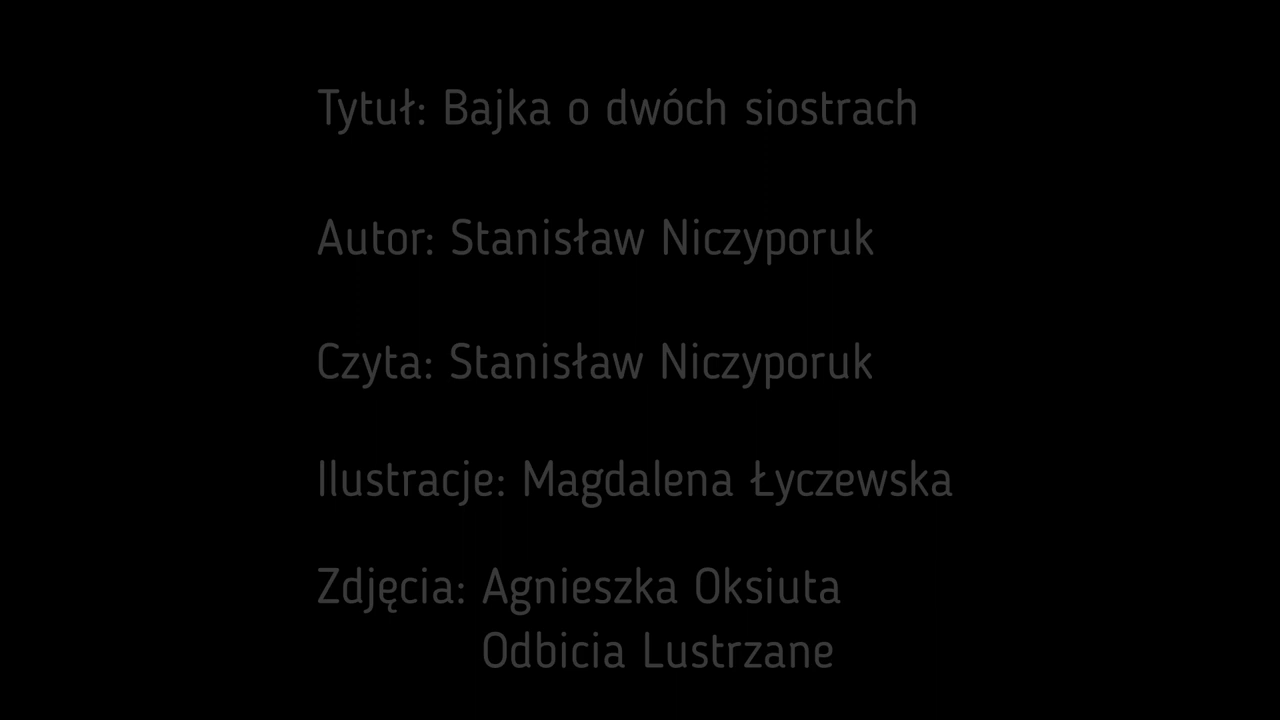 Tytuł: Bajka o dwóch siostrach
Autor: Stanisław Niczyporuk
Czyta: Stanisław Niczyporuk
Ilustracje: Magdalena Łyczewska
Zdjęcia: Agnieszka Oksiuta
Odbicia Lustrzane